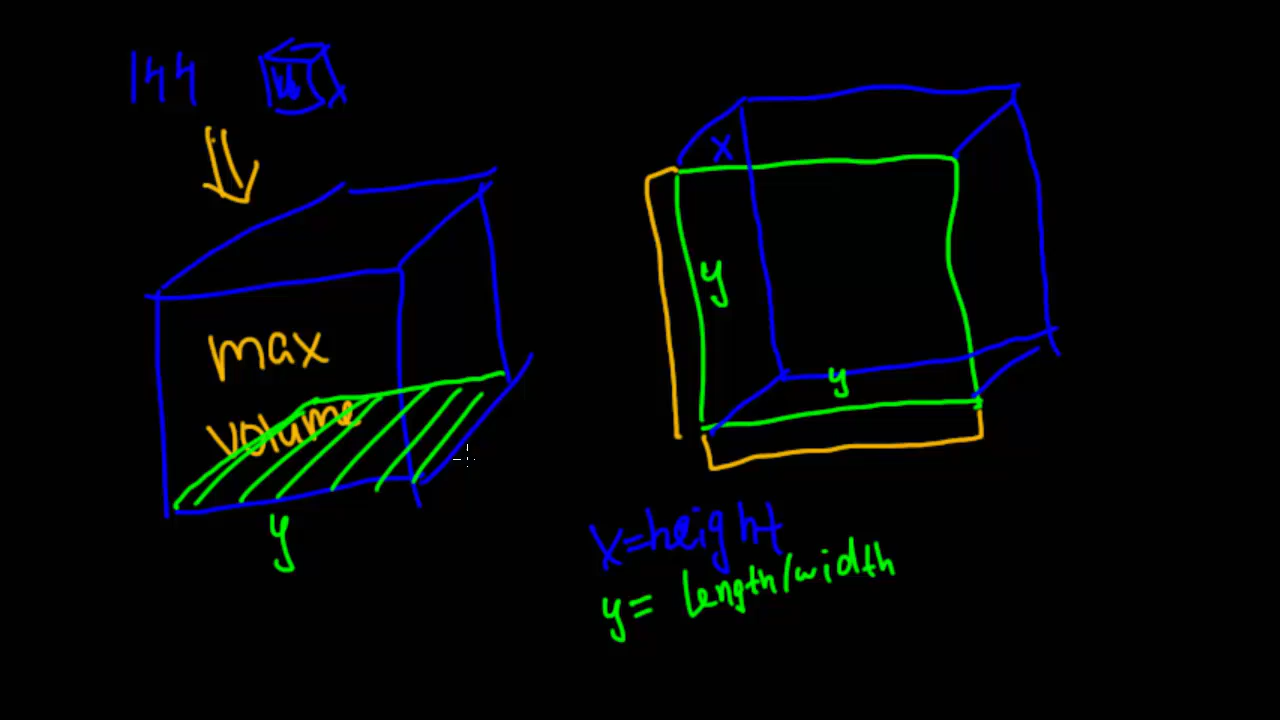 144
x
max
volume
y
x
y
y
x=height
y= length/width